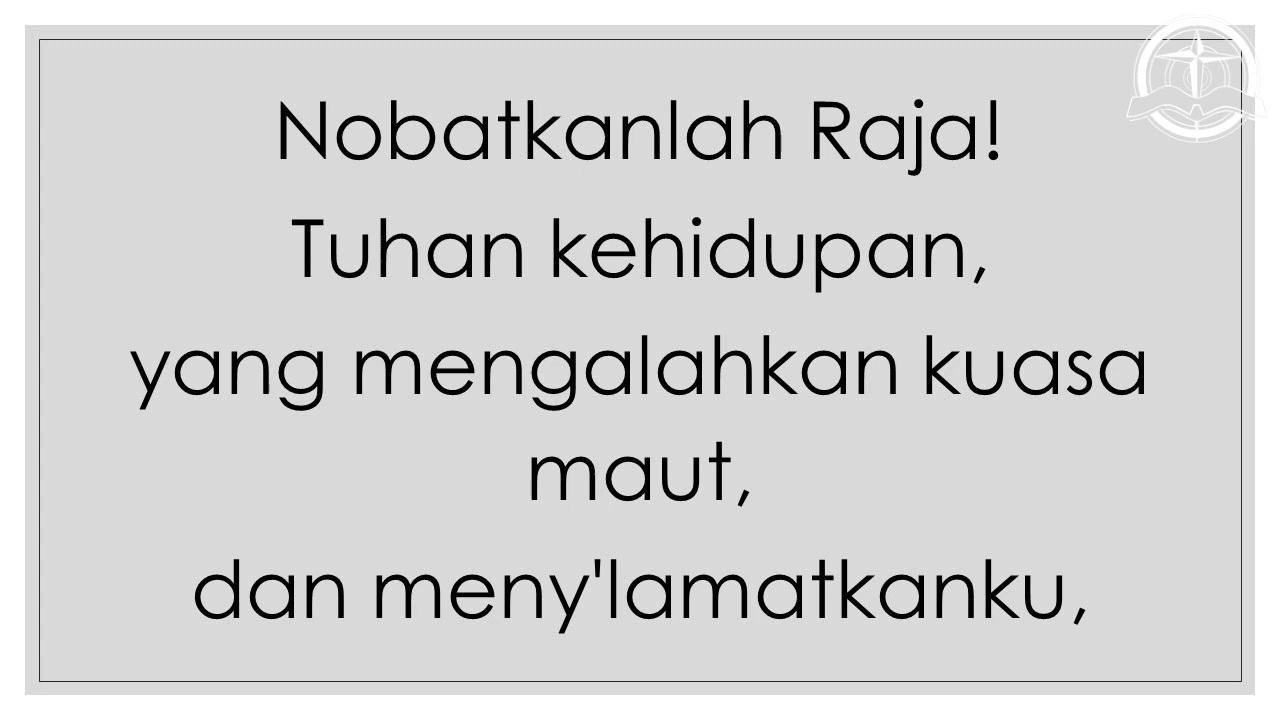 Nobatkanlah Raja!
Tuhan kehidupan,
yang mengalahkan kuasa
maut,
dan meny'lamatkanku,